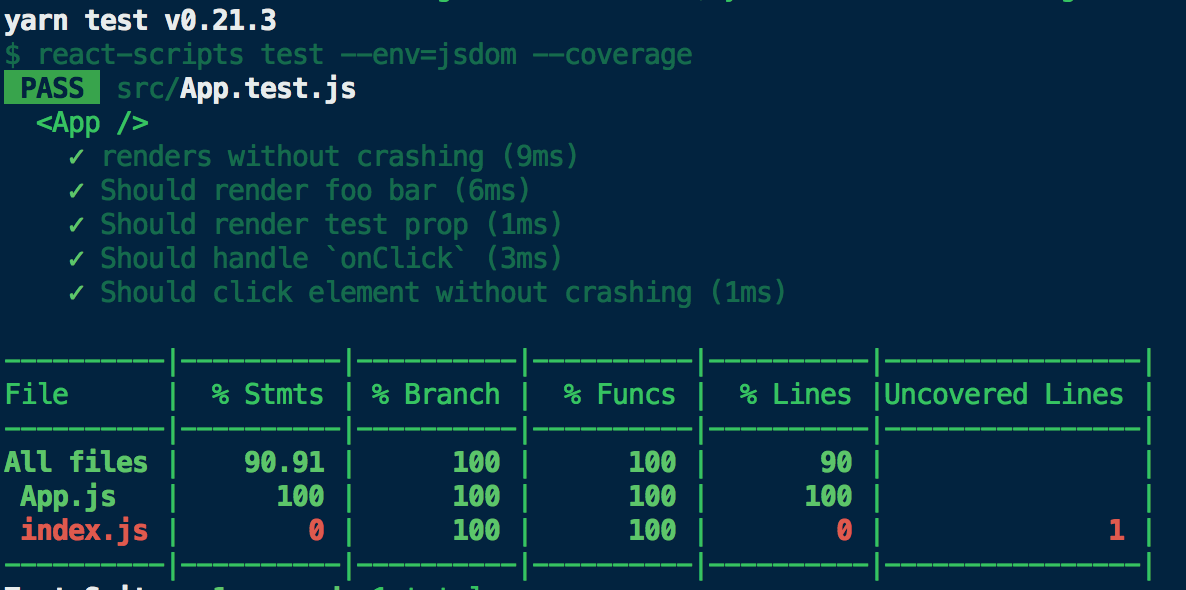 yarn test v0.21.3
$ react-scripts test --env=jsdom --coverage
PASS src/App.test.js
<App />
✓ renders without crashing (9ms)
✓ Should render foo bar (6ms)
✓ Should render test prop (1ms)
✓ Should handle `onClick` (3ms)
✓ Should click element without crashing (1ms)
----------|----------|----------|----------|----------|----------------|
File      |  % Stmts | % Branch |  % Funcs |  % Lines |Uncovered Lines |
----------|----------|----------|----------|----------|----------------|
All files |    90.91 |      100 |      100 |       90 |                |
 App.js   |      100 |      100 |      100 |      100 |                |
 index.js |        0 |      100 |      100 |        0 |              1 |
----------|----------|----------|----------|----------|----------------|